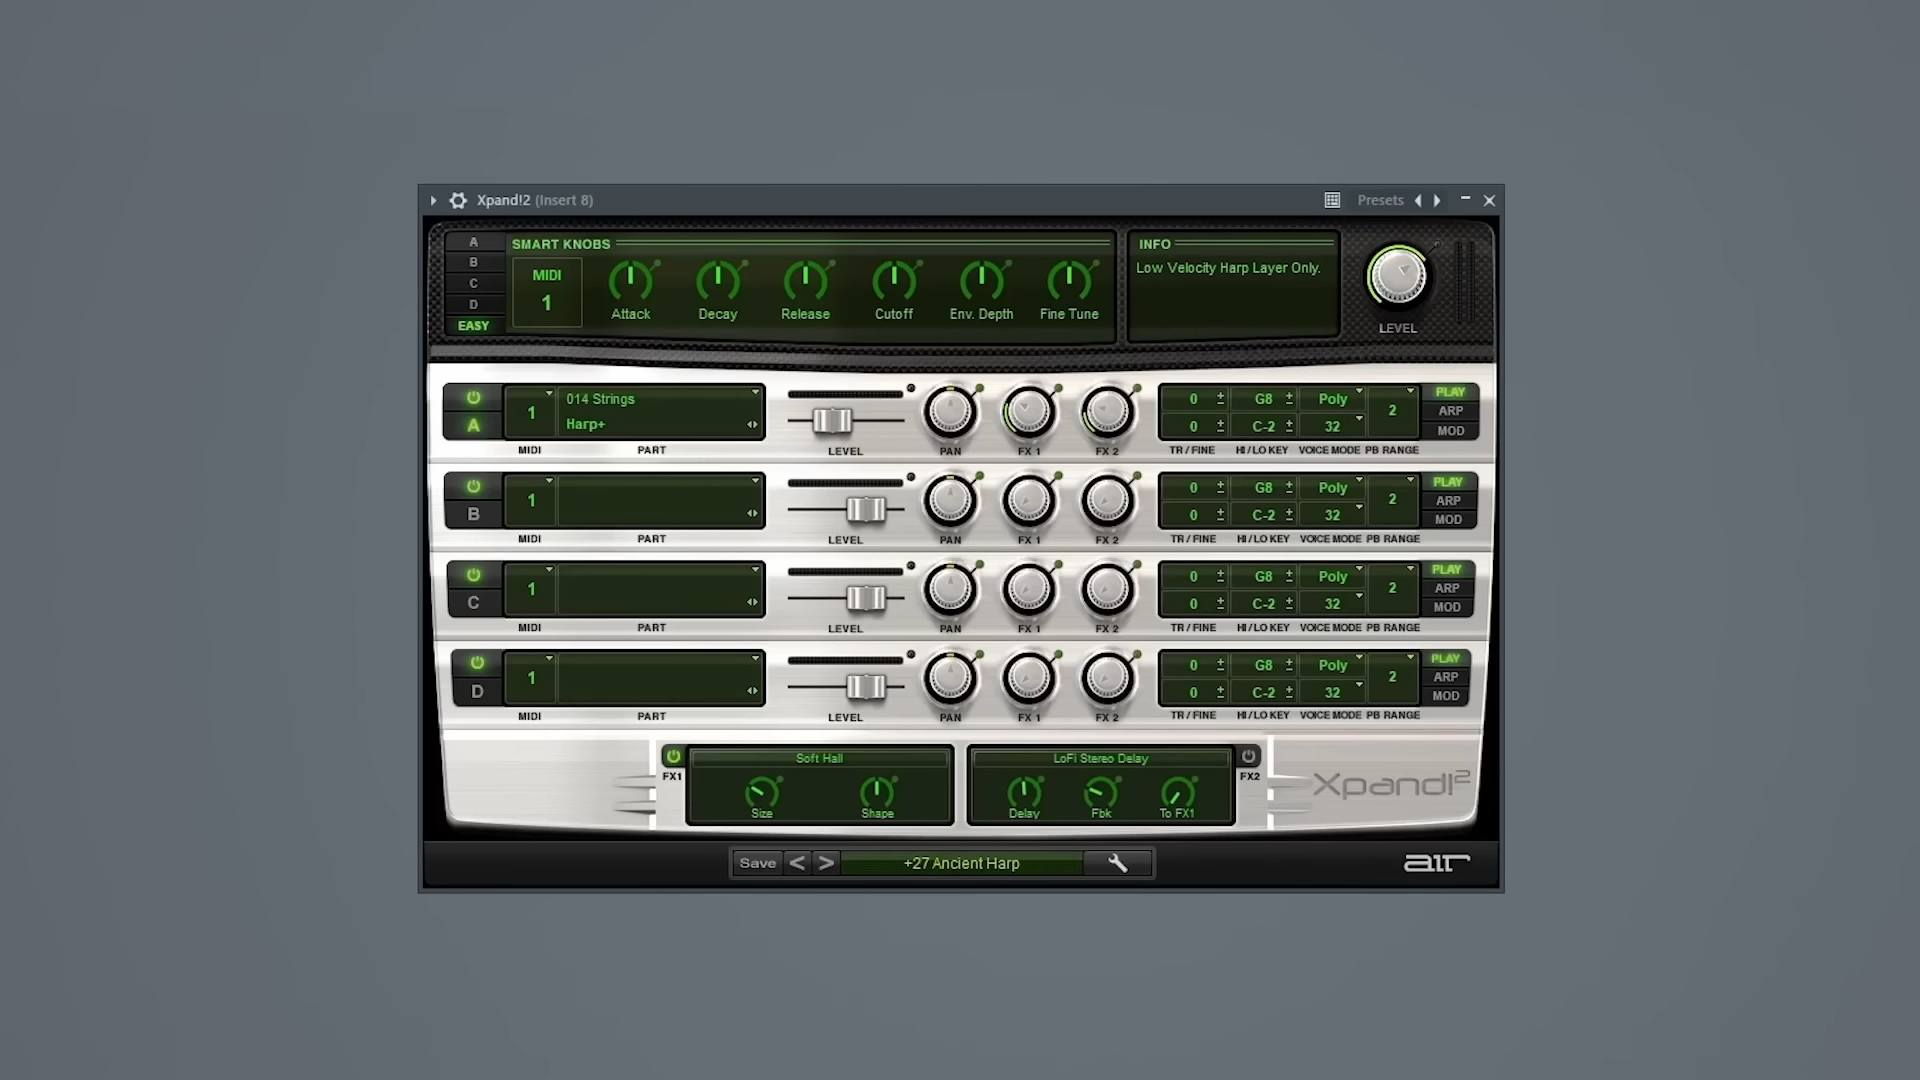 Xpand!2 (Insert 8) Presets
A
B
C
D
EASY
SMART KNOBS
MIDI
1
Attack Decay Release Cutoff Env. Depth Fine Tune
INFO
Low Velocity Harp Layer Only.
LEVEL
A
1
014 Strings
Harp+
0 G8 Poly
0 C-2 32
2
PLAY
ARP
MOD
MIDI PART LEVEL PAN FX 1 FX 2 TR / FINE HI / LO KEY VOICE MODE PB RANGE
B
1
0 G8 Poly
0 C-2 32
2
PLAY
ARP
MOD
MIDI PART LEVEL PAN FX 1 FX 2 TR / FINE HI / LO KEY VOICE MODE PB RANGE
C
1
0 G8 Poly
0 C-2 32
2
PLAY
ARP
MOD
MIDI PART LEVEL PAN FX 1 FX 2 TR / FINE HI / LO KEY VOICE MODE PB RANGE
D
1
0 G8 Poly
0 C-2 32
2
PLAY
ARP
MOD
MIDI PART LEVEL PAN FX 1 FX 2 TR / FINE HI / LO KEY VOICE MODE PB RANGE
FX1
Soft Hall
Size Shape
LoFi Stereo Delay
Delay Fbk To FX1
FX2
Xpand!2
Save < > +27 Ancient Harp
air